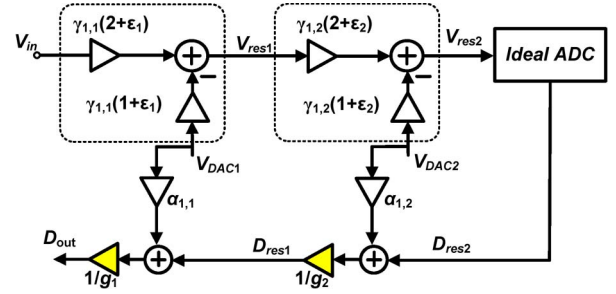 γ1,1(2+ε1)
γ1,2(2+ε2)
Vin
Vres1
Vres2
Ideal ADC
γ1,1(1+ε1)
γ1,2(1+ε2)
VDAC1
VDAC2
α1,1
α1,2
Dout
Dres1
Dres2
1/g1
1/g2